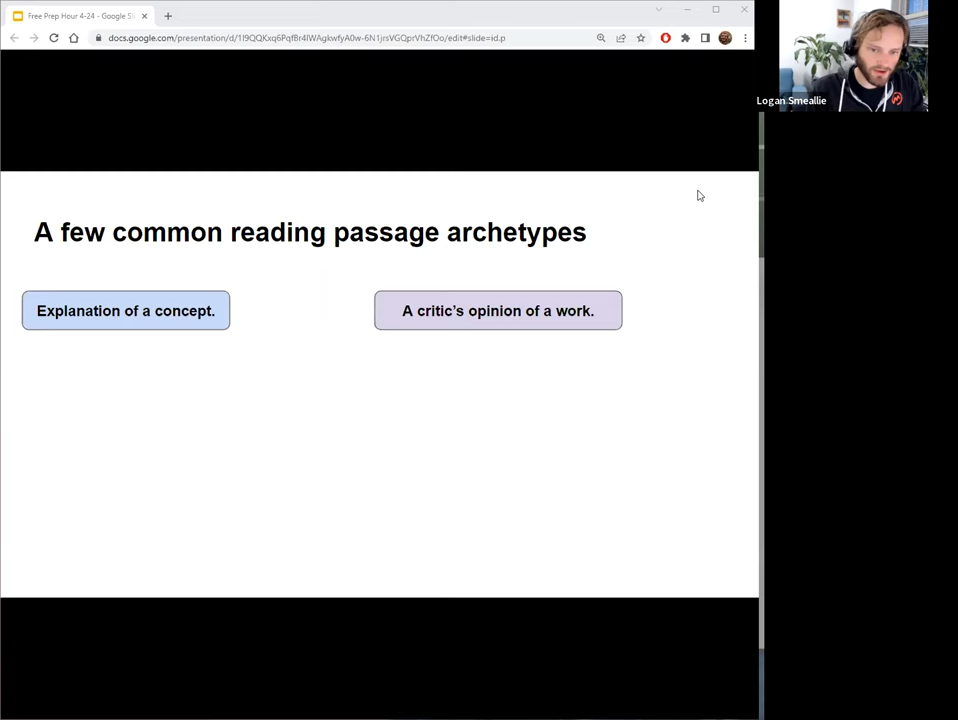 Free Prep Hour 4-24 - Google Sli
docs.google.com/presentation/d/1I9QQKxq6PqfBr4lWAgkwfyA0w-6N1jrsVGQprVhZfOo/edit#slide=id.p
Logan Smeallie
A few common reading passage archetypes
Explanation of a concept.
A critic's opinion of a work.